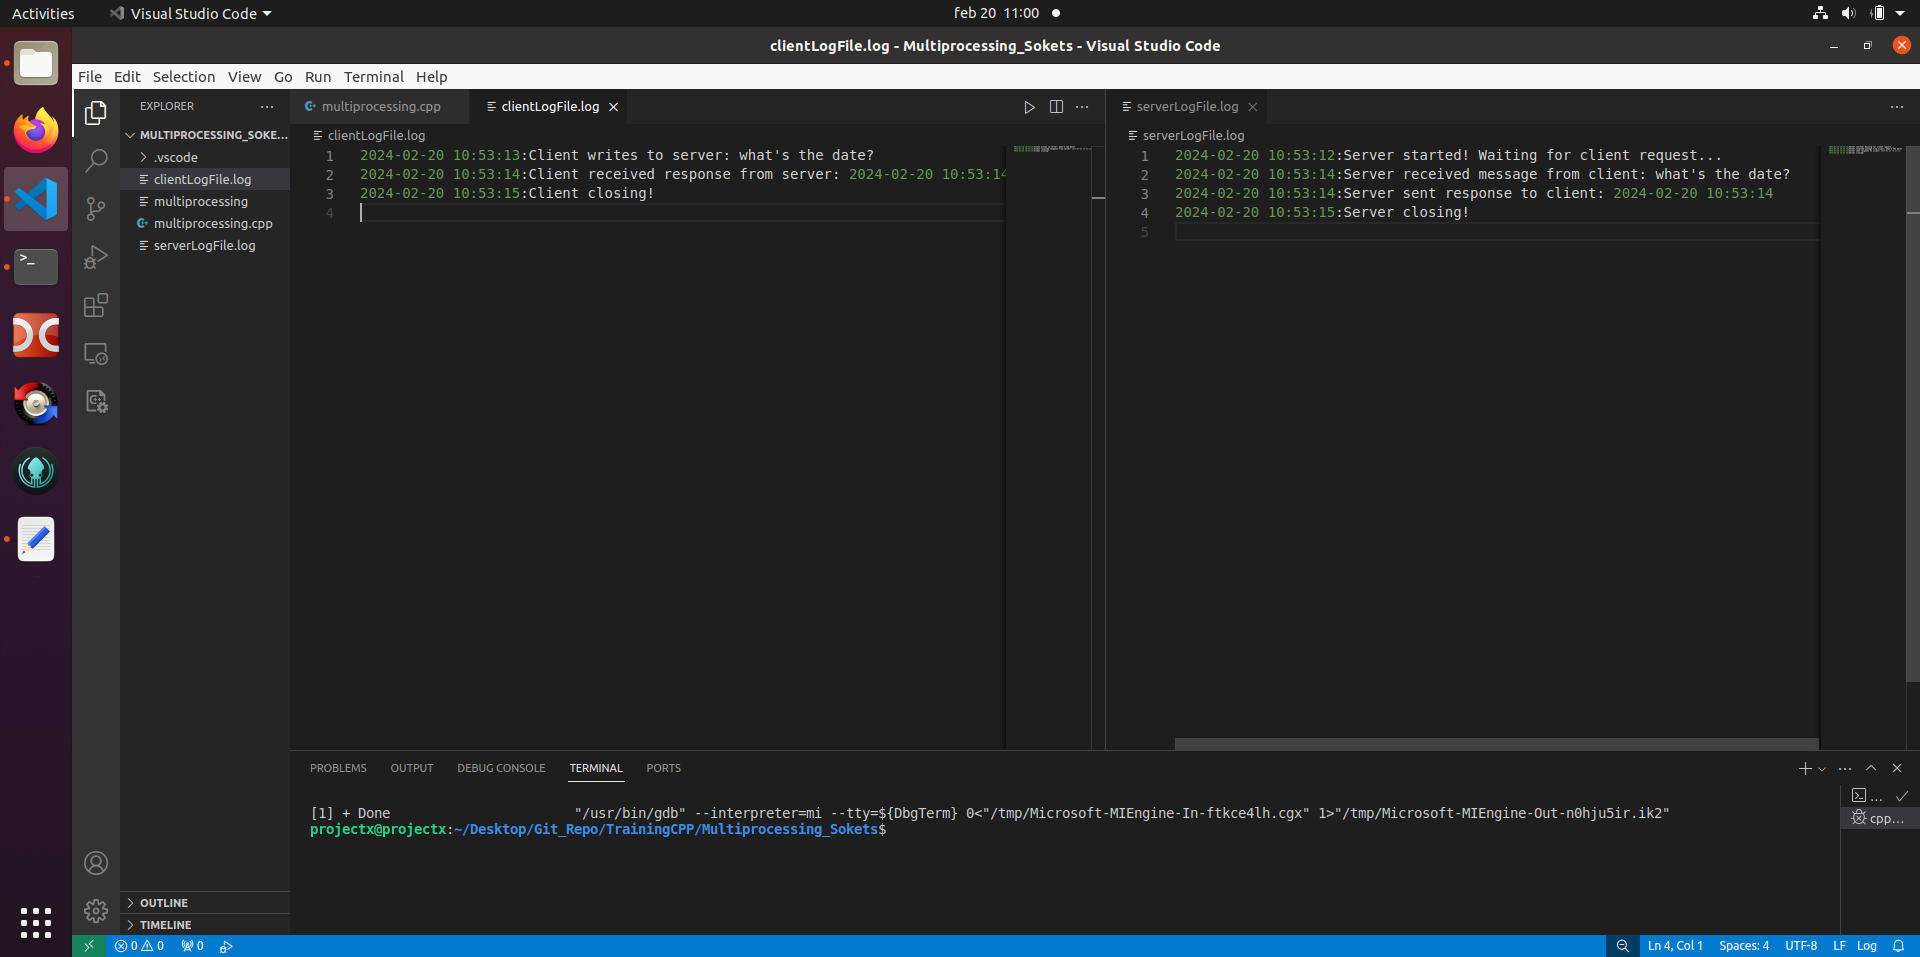 Activities Visual Studio Code feb 20 11:00
clientLogFile.log - Multiprocessing_Sokets - Visual Studio Code
File Edit Selection View Go Run Terminal Help
EXPLORER
MULTIPROCESSING_SOKE...
.vscode
clientLogFile.log
multiprocessing
multiprocessing.cpp
serverLogFile.log
OUTLINE
TIMELINE
multiprocessing.cpp clientLogFile.log
clientLogFile.log
1 2024-02-20 10:53:13:Client writes to server: what's the date?
2 2024-02-20 10:53:14:Client received response from server: 2024-02-20 10:53:14
3 2024-02-20 10:53:15:Client closing!
4
serverLogFile.log
serverLogFile.log
1 2024-02-20 10:53:12:Server started! Waiting for client request...
2 2024-02-20 10:53:14:Server received message from client: what's the date?
3 2024-02-20 10:53:14:Server sent response to client: 2024-02-20 10:53:14
4 2024-02-20 10:53:15:Server closing!
5
PROBLEMS OUTPUT DEBUG CONSOLE TERMINAL PORTS
[1] + Done "/usr/bin/gdb" --interpreter=mi --tty=${DbgTerm} 0<"/tmp/Microsoft-MIEngine-In-ftkce4lh.cgx" 1>"/tmp/Microsoft-MIEngine-Out-n0hju5ir.ik2"
projectx@projectx:~/Desktop/Git_Repo/TrainingCPP/Multiprocessing_Sokets$
...
cpp...
0 0 0 Ln 4, Col 1 Spaces: 4 UTF-8 LF Log